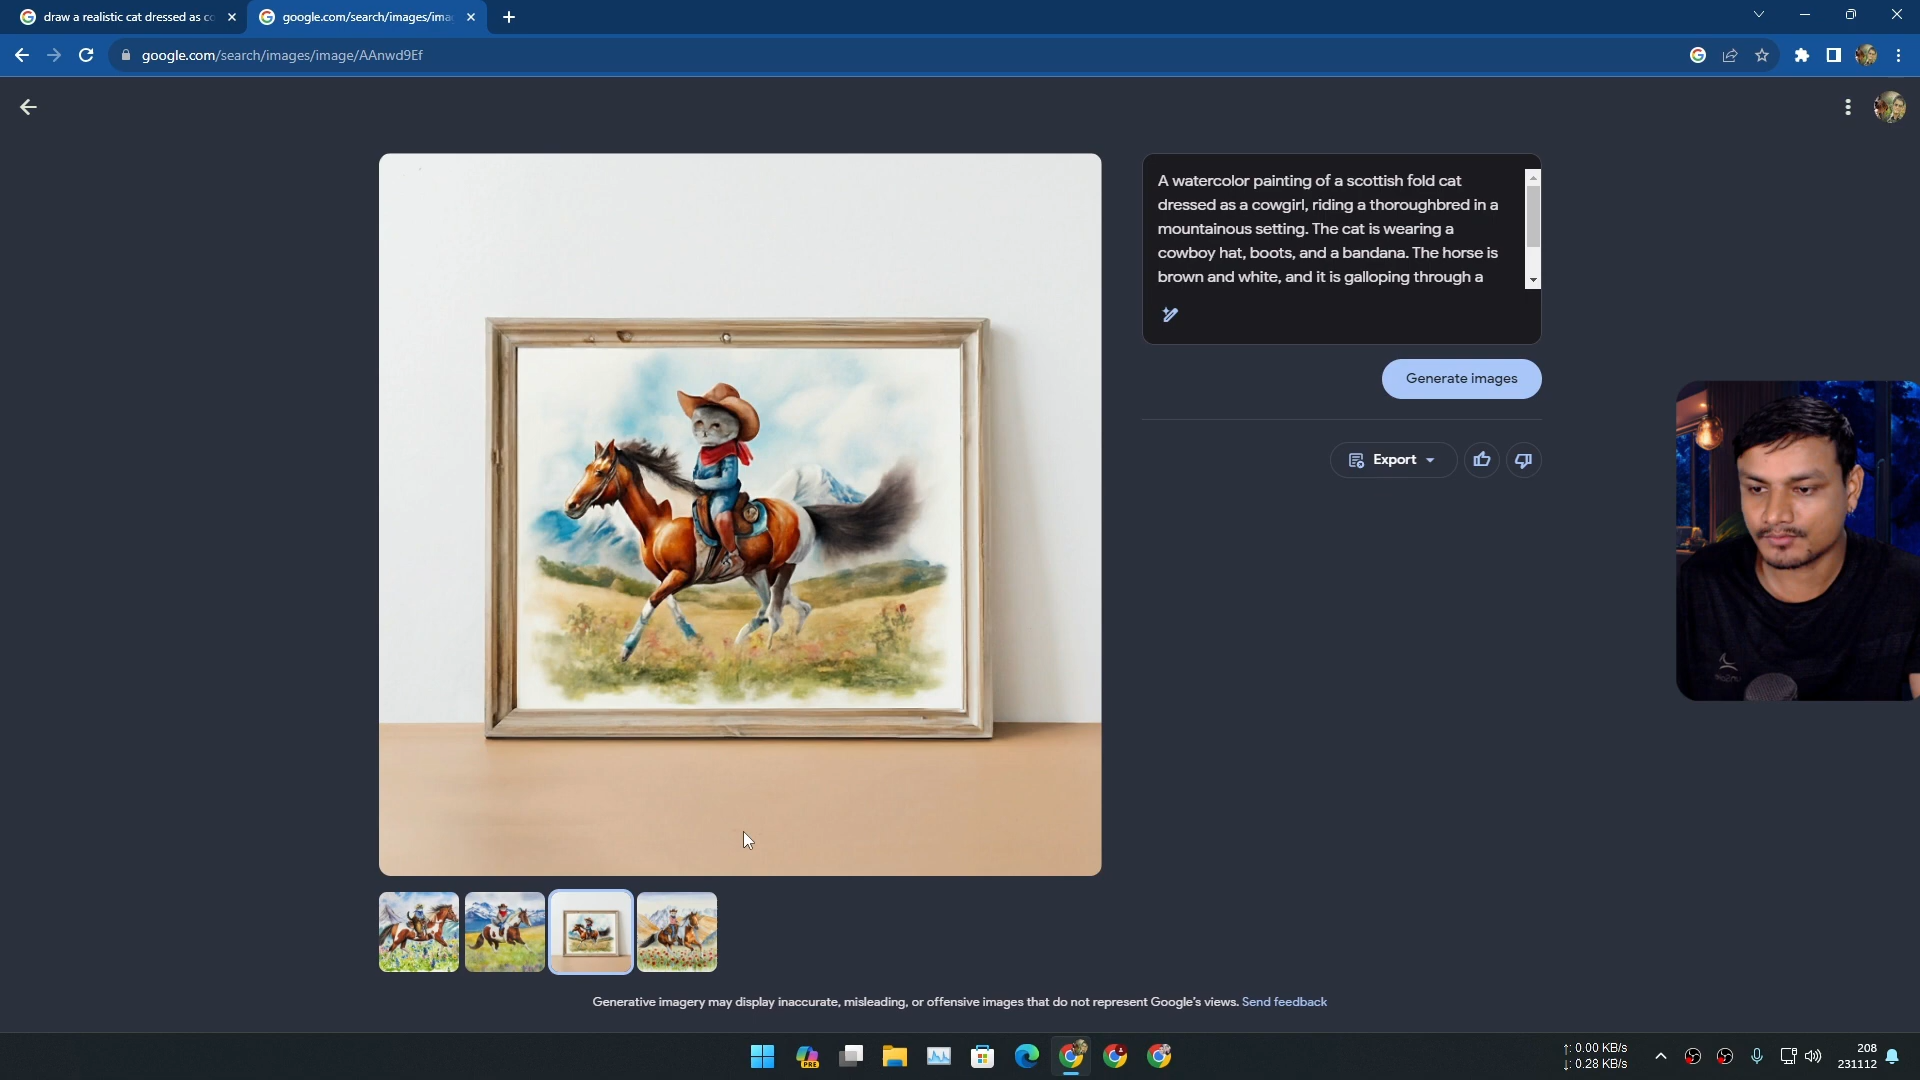 draw a realistic cat dressed as co
google.com/search/images/ima
google.com/search/images/image/AAnwd9Ef
A watercolor painting of a scottish fold cat
dressed as a cowgirl, riding a thoroughbred in a
mountainous setting. The cat is wearing a
cowboy hat, boots, and a bandana. The horse is
brown and white, and it is galloping through a
Generate images
Export
Generative imagery may display inaccurate, misleading, or offensive images that do not represent Google's views. Send feedback
PRE
↑: 0.00 KB/s
↓: 0.28 KB/s
208
231112